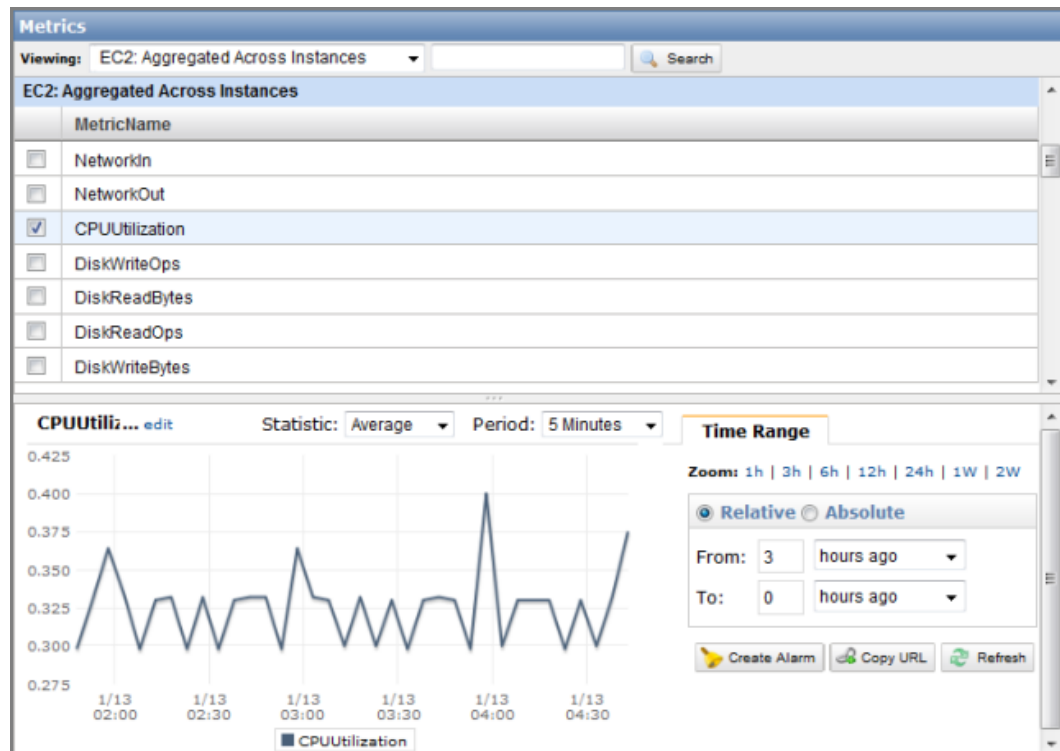 Metrics
Viewing: EC2: Aggregated Across Instances Search
EC2: Aggregated Across Instances
MetricName
NetworkIn
NetworkOut
CPUUtilization
DiskWriteOps
DiskReadBytes
DiskReadOps
DiskWriteBytes
CPUUtiliz... edit Statistic: Average Period: 5 Minutes
0.425
0.400
0.375
0.350
0.325
0.300
0.275
1/13 1/13 1/13 1/13 1/13 1/13
02:00 02:30 03:00 03:30 04:00 04:30
CPUUtilization
Time Range
Zoom: 1h | 3h | 6h | 12h | 24h | 1W | 2W
Relative Absolute
From: 3 hours ago
To: 0 hours ago
Create Alarm Copy URL Refresh